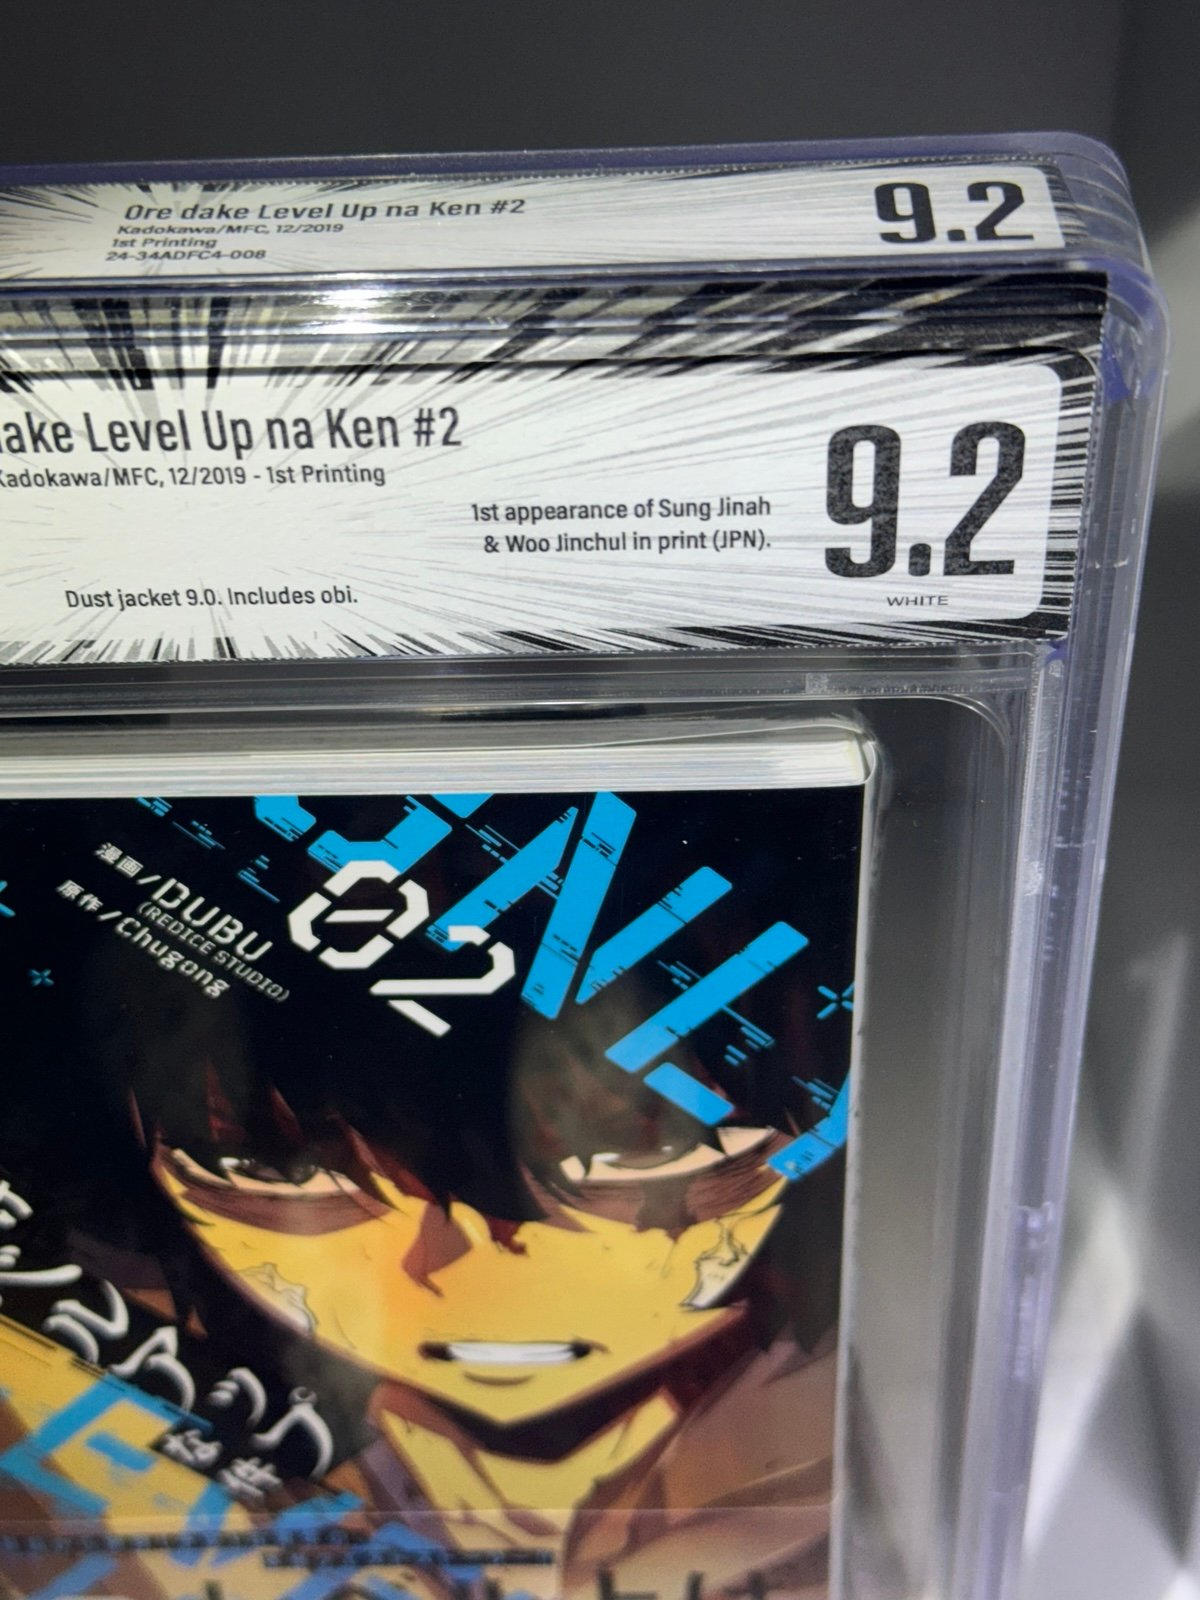 Ore dake Level Up na Ken #2
Kadokawa/MFC, 12/2019
1st Printing
24-34ADFC4-008
9.2
dake Level Up na Ken #2
Kadokawa/MFC, 12/2019 - 1st Printing
1st appearance of Sung Jinah
& Woo Jinchul in print (JPN).
Dust jacket 9.0. Includes obi.
9.2
WHITE
漫画/DUBU
(REDICE STUDIO)
原作/Chugong
02